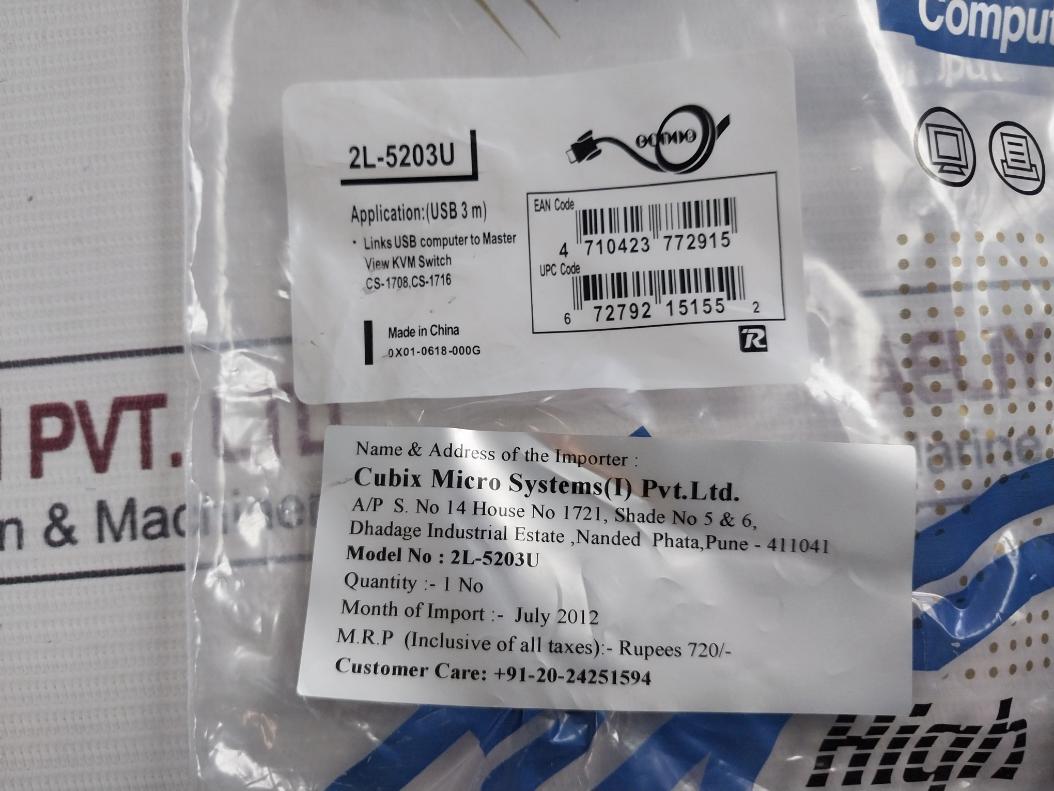 Comput
2L-5203U
Application:(USB 3 m)
· Links USB computer to Master
View KVM Switch
CS-1708,CS-1716
Made in China
0X01-0618-000G
EAN Code
4 710423 772915
UPC Code
6 72792 15155 2
R
PVT. LTD
n & Machiner
Marine
Name & Address of the Importer :
Cubix Micro Systems(I) Pvt.Ltd.
A/P S. No 14 House No 1721, Shade No 5 & 6,
Dhadage Industrial Estate ,Nanded Phata,Pune - 411041
Model No : 2L-5203U
Quantity :- 1 No
Month of Import :- July 2012
M.R.P (Inclusive of all taxes):- Rupees 720/-
Customer Care: +91-20-24251594
High